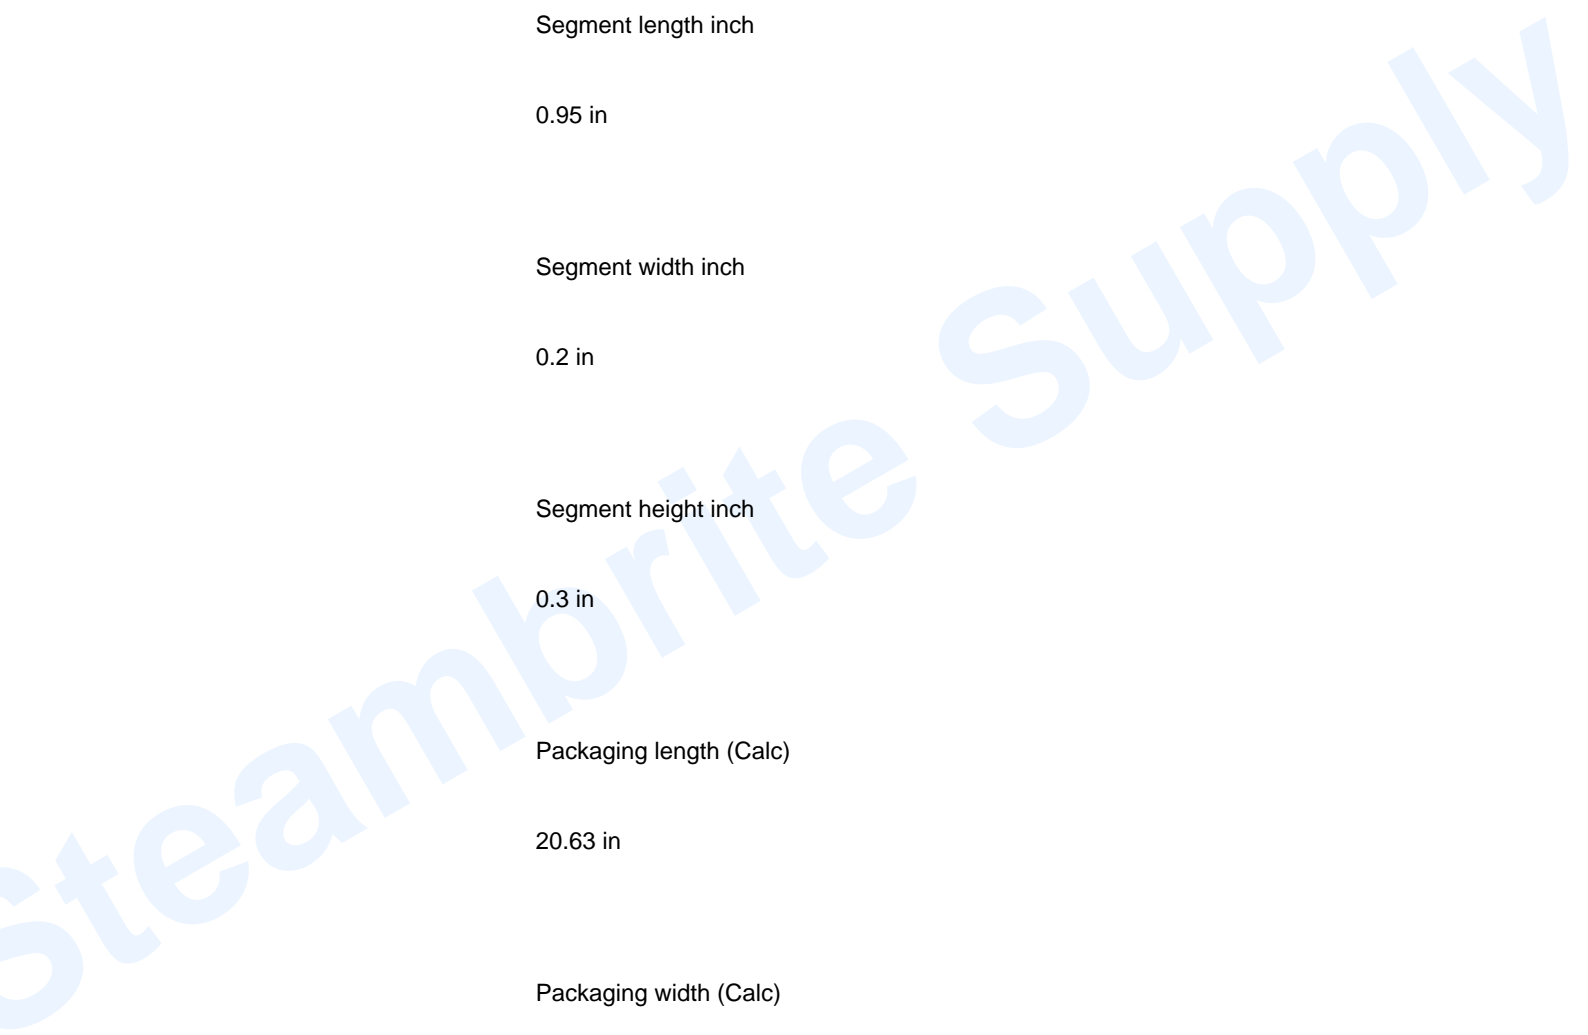 Segment length inch
0.95 in
Segment width inch
0.2 in
Segment height inch
0.3 in
Packaging length (Calc)
20.63 in
Packaging width (Calc)
Steambrite Supply